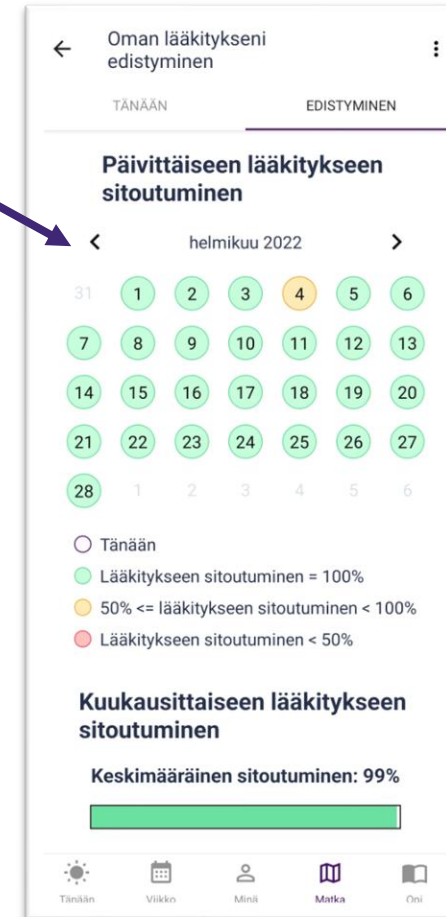 Oman lääkitykseni
edistyminen
TÄNÄÄN EDISTYMINEN
Päivittäiseen lääkitykseen
sitoutuminen
helmikuu 2022
31 1 2 3 4 5 6
7 8 9 10 11 12 13
14 15 16 17 18 19 20
21 22 23 24 25 26 27
28 1 2 3 4 5 6
Tänään
Lääkitykseen sitoutuminen = 100%
50% <= lääkitykseen sitoutuminen < 100%
Lääkitykseen sitoutuminen < 50%
Kuukausittaiseen lääkitykseen
sitoutuminen
Keskimääräinen sitoutuminen: 99%
Tänään Viikko Minä Matka Opi